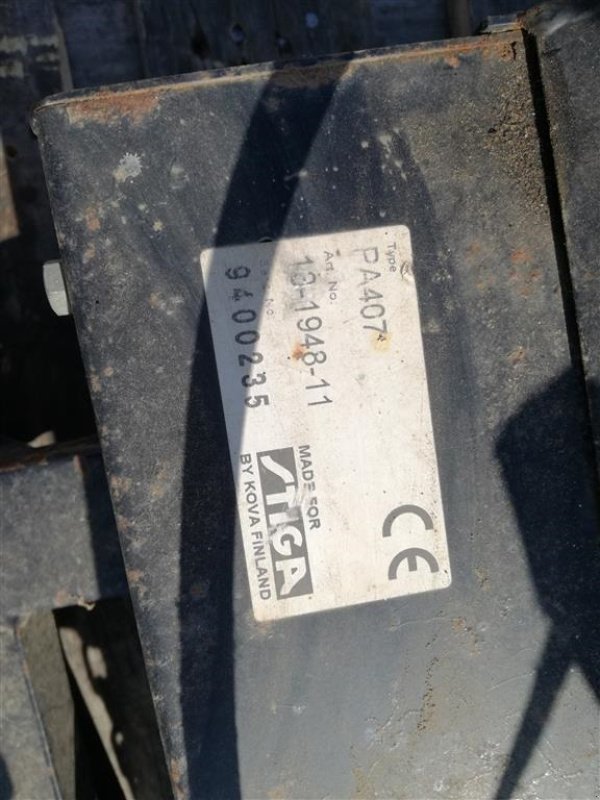 Type
PA407
Art. No.
13-1948-11
No.
9400235
MADE FOR
STIGA
BY KOVA FINLAND
CE